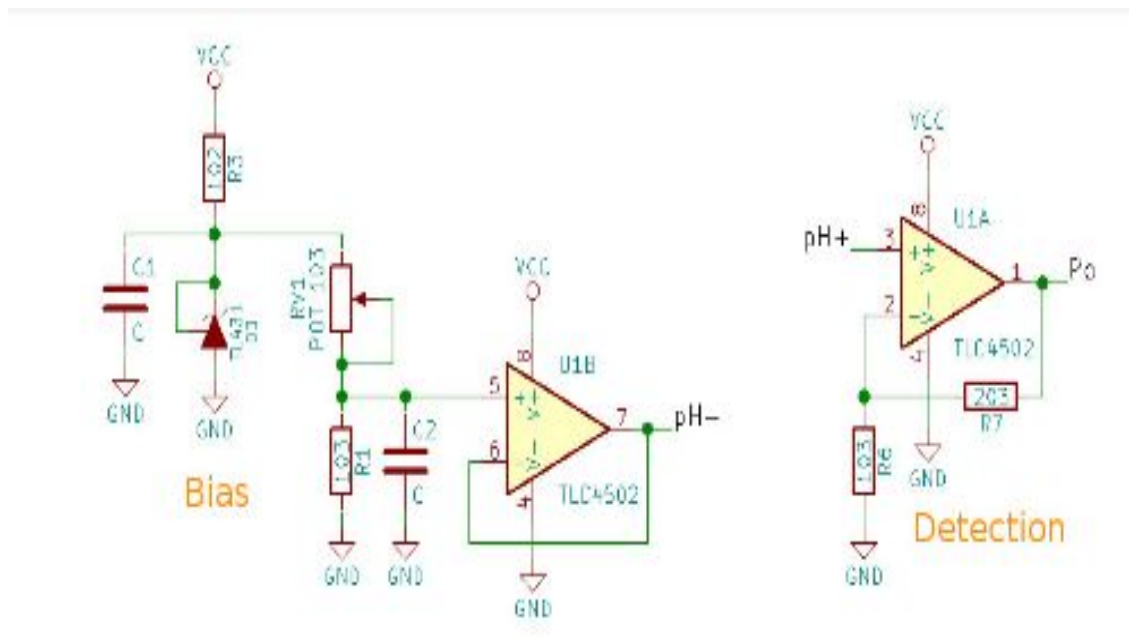 VCC
102
R3
C1
C
TL431
GND
GND
Bias
RV1
POT 103
103
R1
C2
C
GND
GND
VCC
8
U1B
5
+
V-
6
-
V-
7
pH-
4
TLC4502
GND
VCC
8
U1A
pH+
3
+
V+
2
-
V-
1
Po
4
TLC4502
203
R7
103
R6
GND
GND
Detection